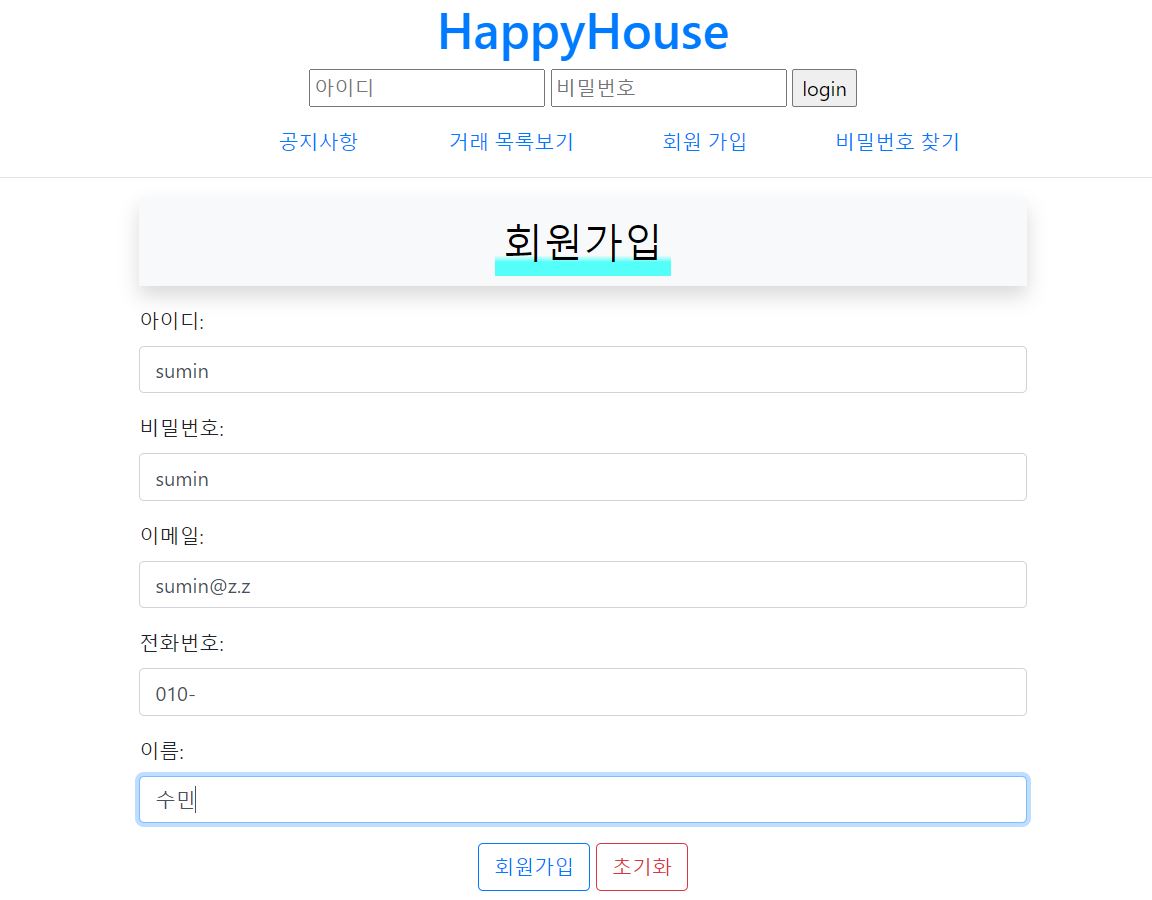 HappyHouse
아이디 비밀번호 login
공지사항 거래 목록보기 회원 가입 비밀번호 찾기
회원가입
아이디:
sumin
비밀번호:
sumin
이메일:
sumin@z.z
전화번호:
010-
이름:
수민
회원가입 초기화